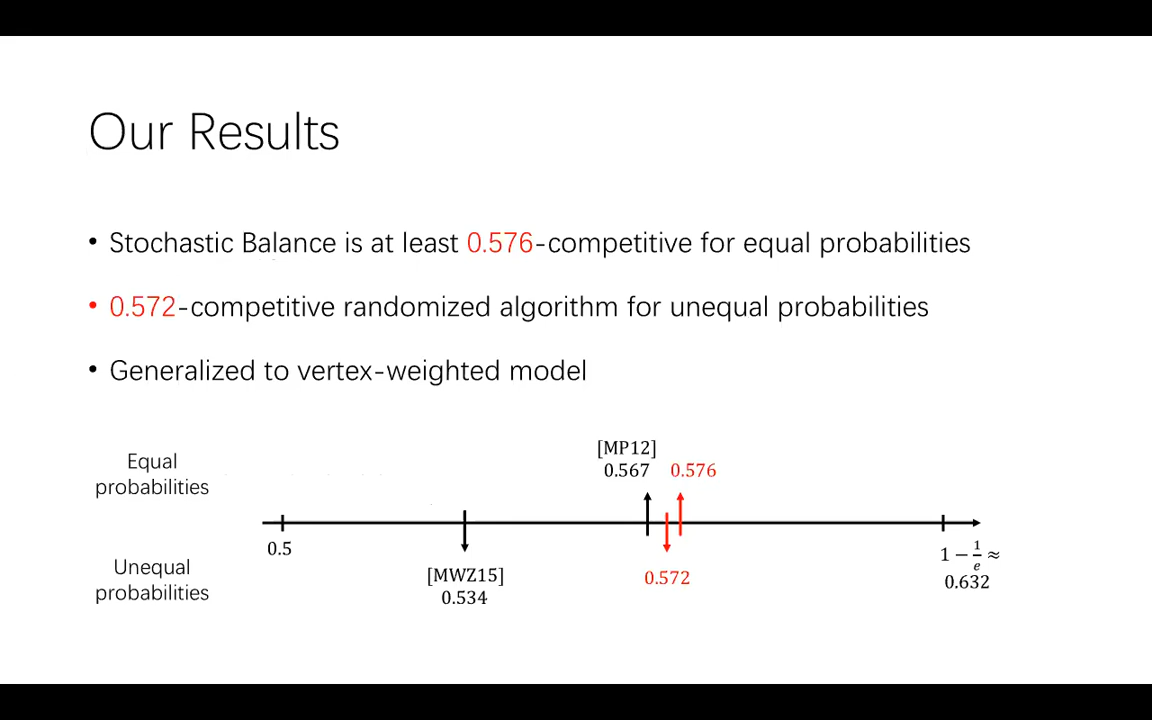 Our Results
• Stochastic Balance is at least 0.576-competitive for equal probabilities
• 0.572-competitive randomized algorithm for unequal probabilities
• Generalized to vertex-weighted model
Equal
probabilities
[MP12]
0.567 0.576
0.5
Unequal
probabilities
[MWZ15]
0.534
0.572
1 − 1/e ≈
0.632